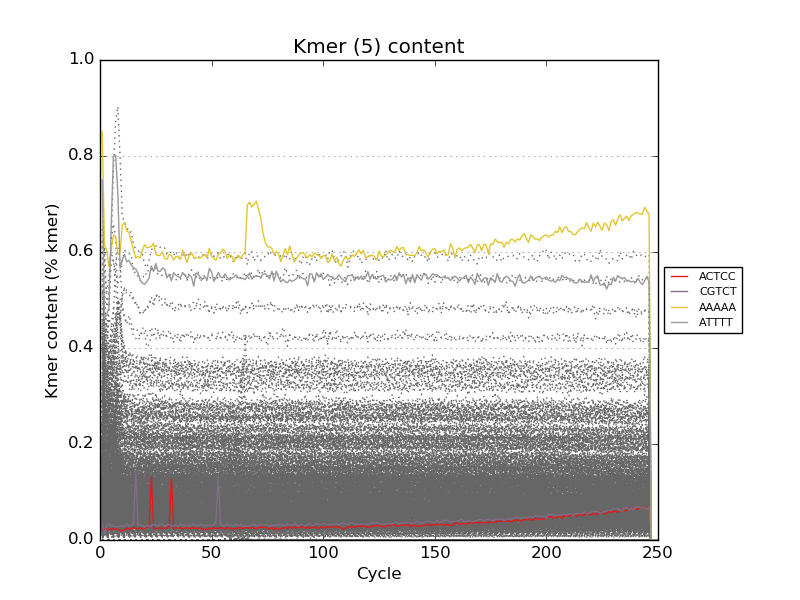 Kmer (5) content
1.0
0.8
0.6
0.4
0.2
0.0
Kmer content (% kmer)
0
50
100
150
200
250
Cycle
ACTCC
CGTCT
AAAAA
ATTTT